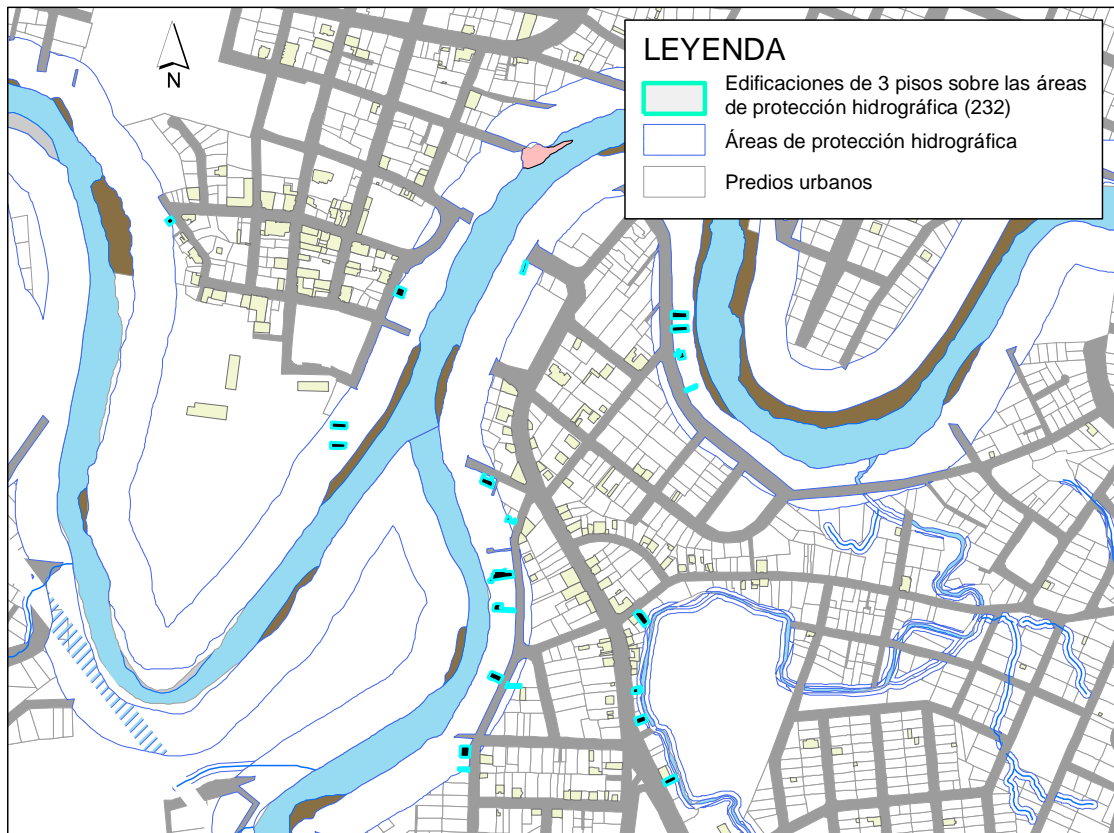 N
LEYENDA
Edificaciones de 3 pisos sobre las áreas
de protección hidrográfica (232)
Áreas de protección hidrográfica
Predios urbanos